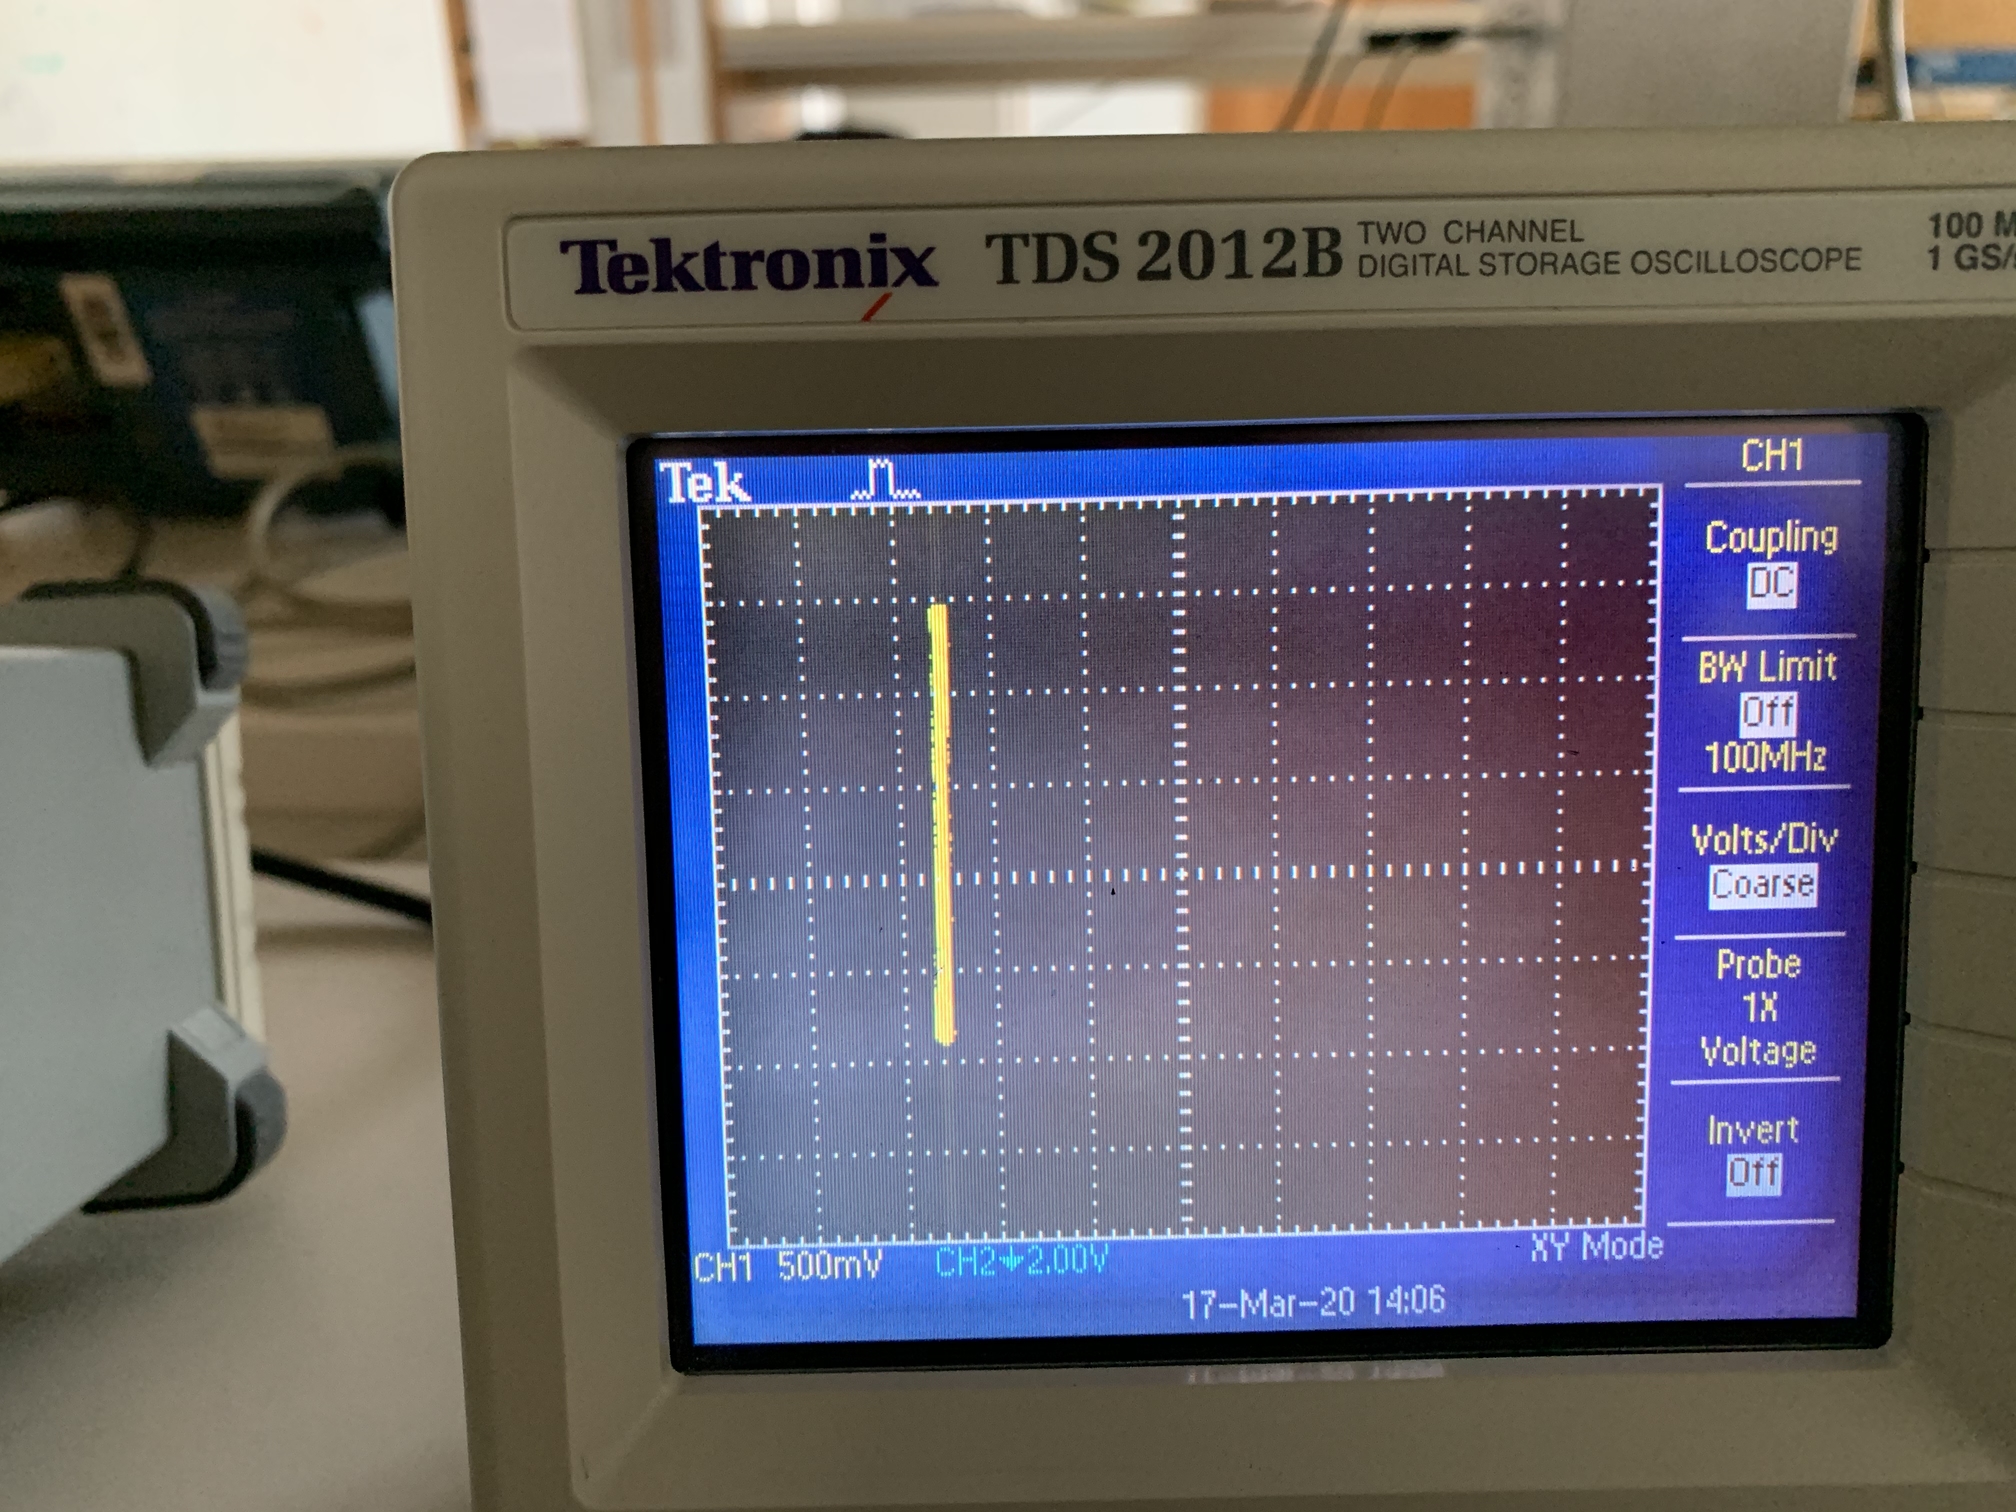 Tektronix TDS 2012B TWO CHANNEL
DIGITAL STORAGE OSCILLOSCOPE
100 M
1 GS/
Tek
CH1
Coupling
DC
BW Limit
Off
100MHz
Volts/Div
Coarse
Probe
1X
Voltage
Invert
Off
CH1 500mV CH2 2.00V XY Mode
17-Mar-20 14:06